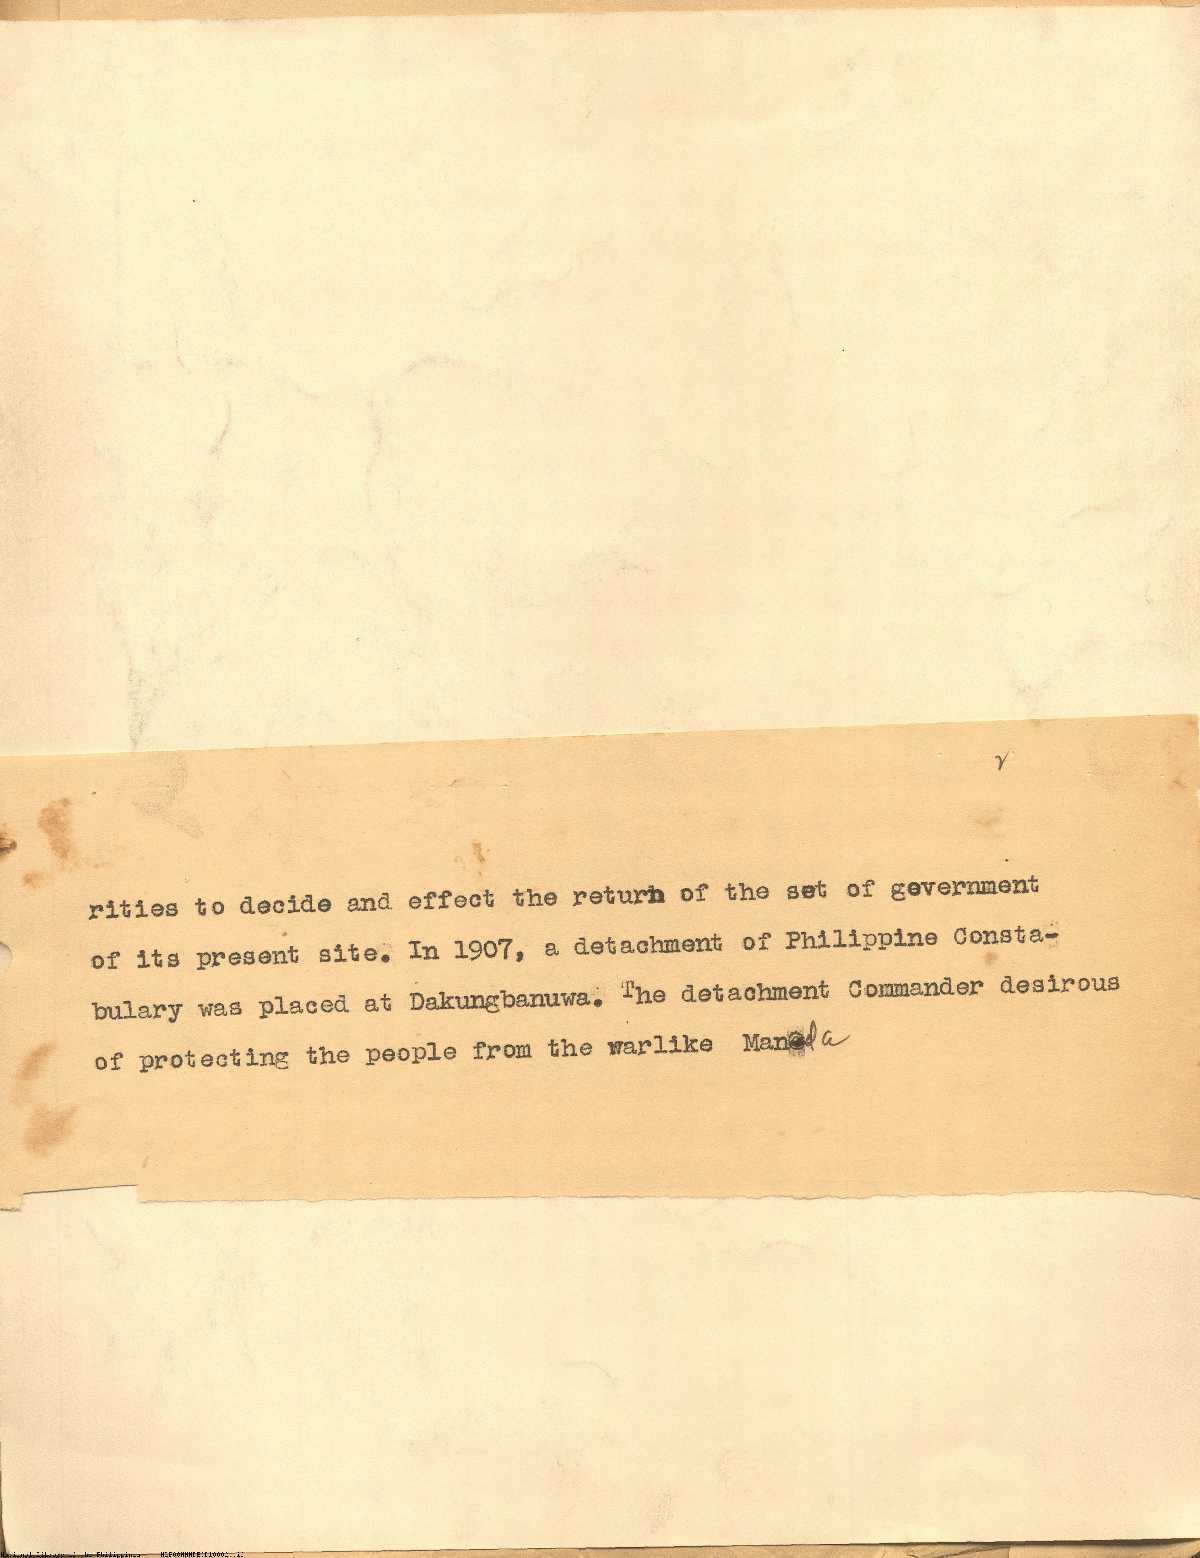 rities to decide and effect the return of the set of government
of its present site. In 1907, a detachment of Philippine Consta-
bulary was placed at Dakungbanuwa. The detachment Commander desirous
of protecting the people from the warlike Manda